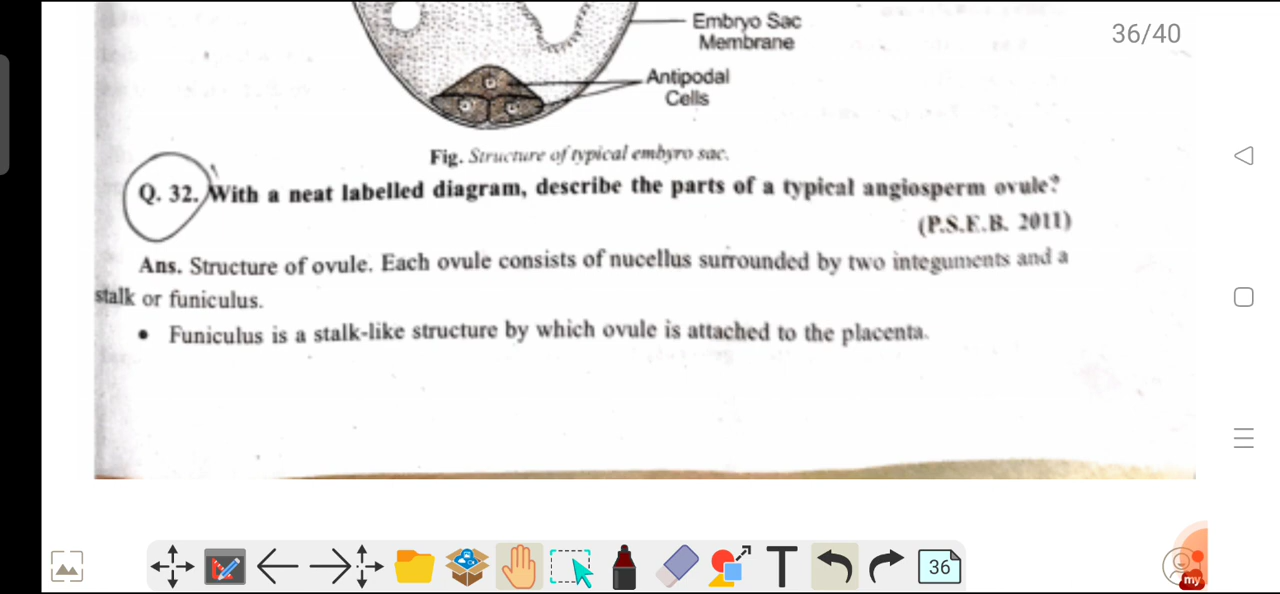 Embryo Sac
Membrane
36/40
Antipodal
Cells
Fig. Structure of typical embyro sac.
Q. 32. With a neat labelled diagram, describe the parts of a typical angiosperm ovule?
(P.S.E.B. 2011)
Ans. Structure of ovule. Each ovule consists of nucellus surrounded by two integuments and a
stalk or funiculus.
• Funiculus is a stalk-like structure by which ovule is attached to the placenta.
T
36
my